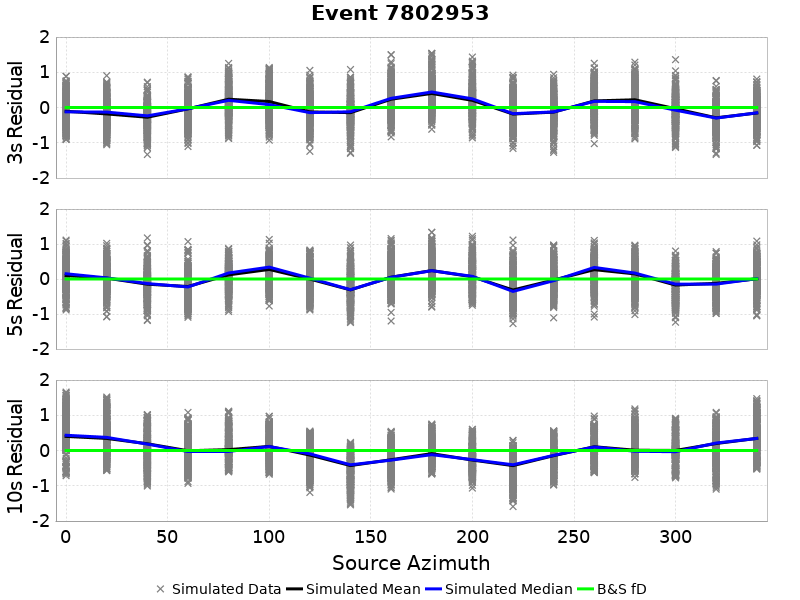 Event 7802953
3s Residual
2
1
0
-1
-2
5s Residual
2
1
0
-1
-2
10s Residual
2
1
0
-1
-2
0 50 100 150 200 250 300
Source Azimuth
Simulated Data Simulated Mean Simulated Median B&S fD